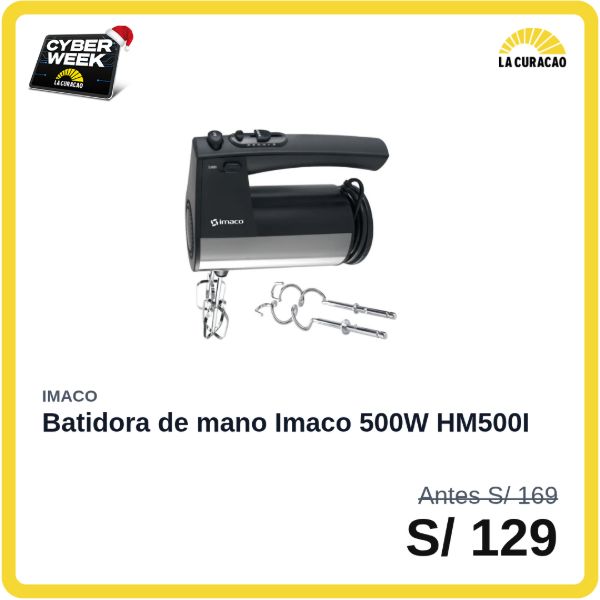 CYBER
WEEK
LA CURACAO
LA CURACAO
imaco
IMACO
Batidora de mano Imaco 500W HM500I
Antes S/ 169
S/ 129